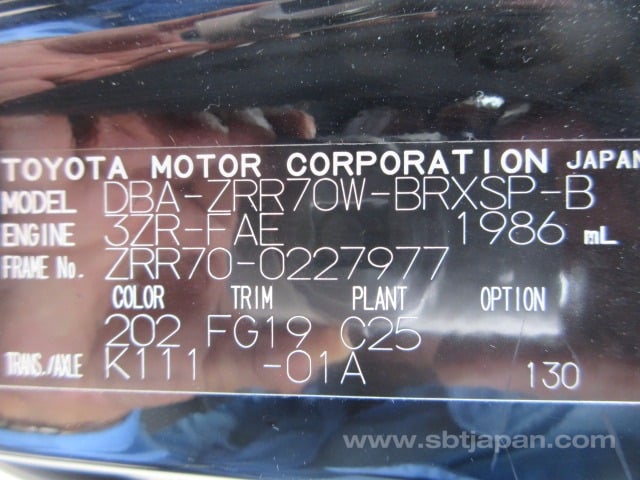 TOYOTA MOTOR CORPORATION JAPAN
MODEL DBA-ZRR70W-BRXSP-B
ENGINE 3ZR-FAE 1986 mL
FRAME No. ZRR70-0227977
COLOR TRIM PLANT OPTION
202 FG19 C25
TRANS./AXLE K111 -01A 130
www.sbtjapan.com